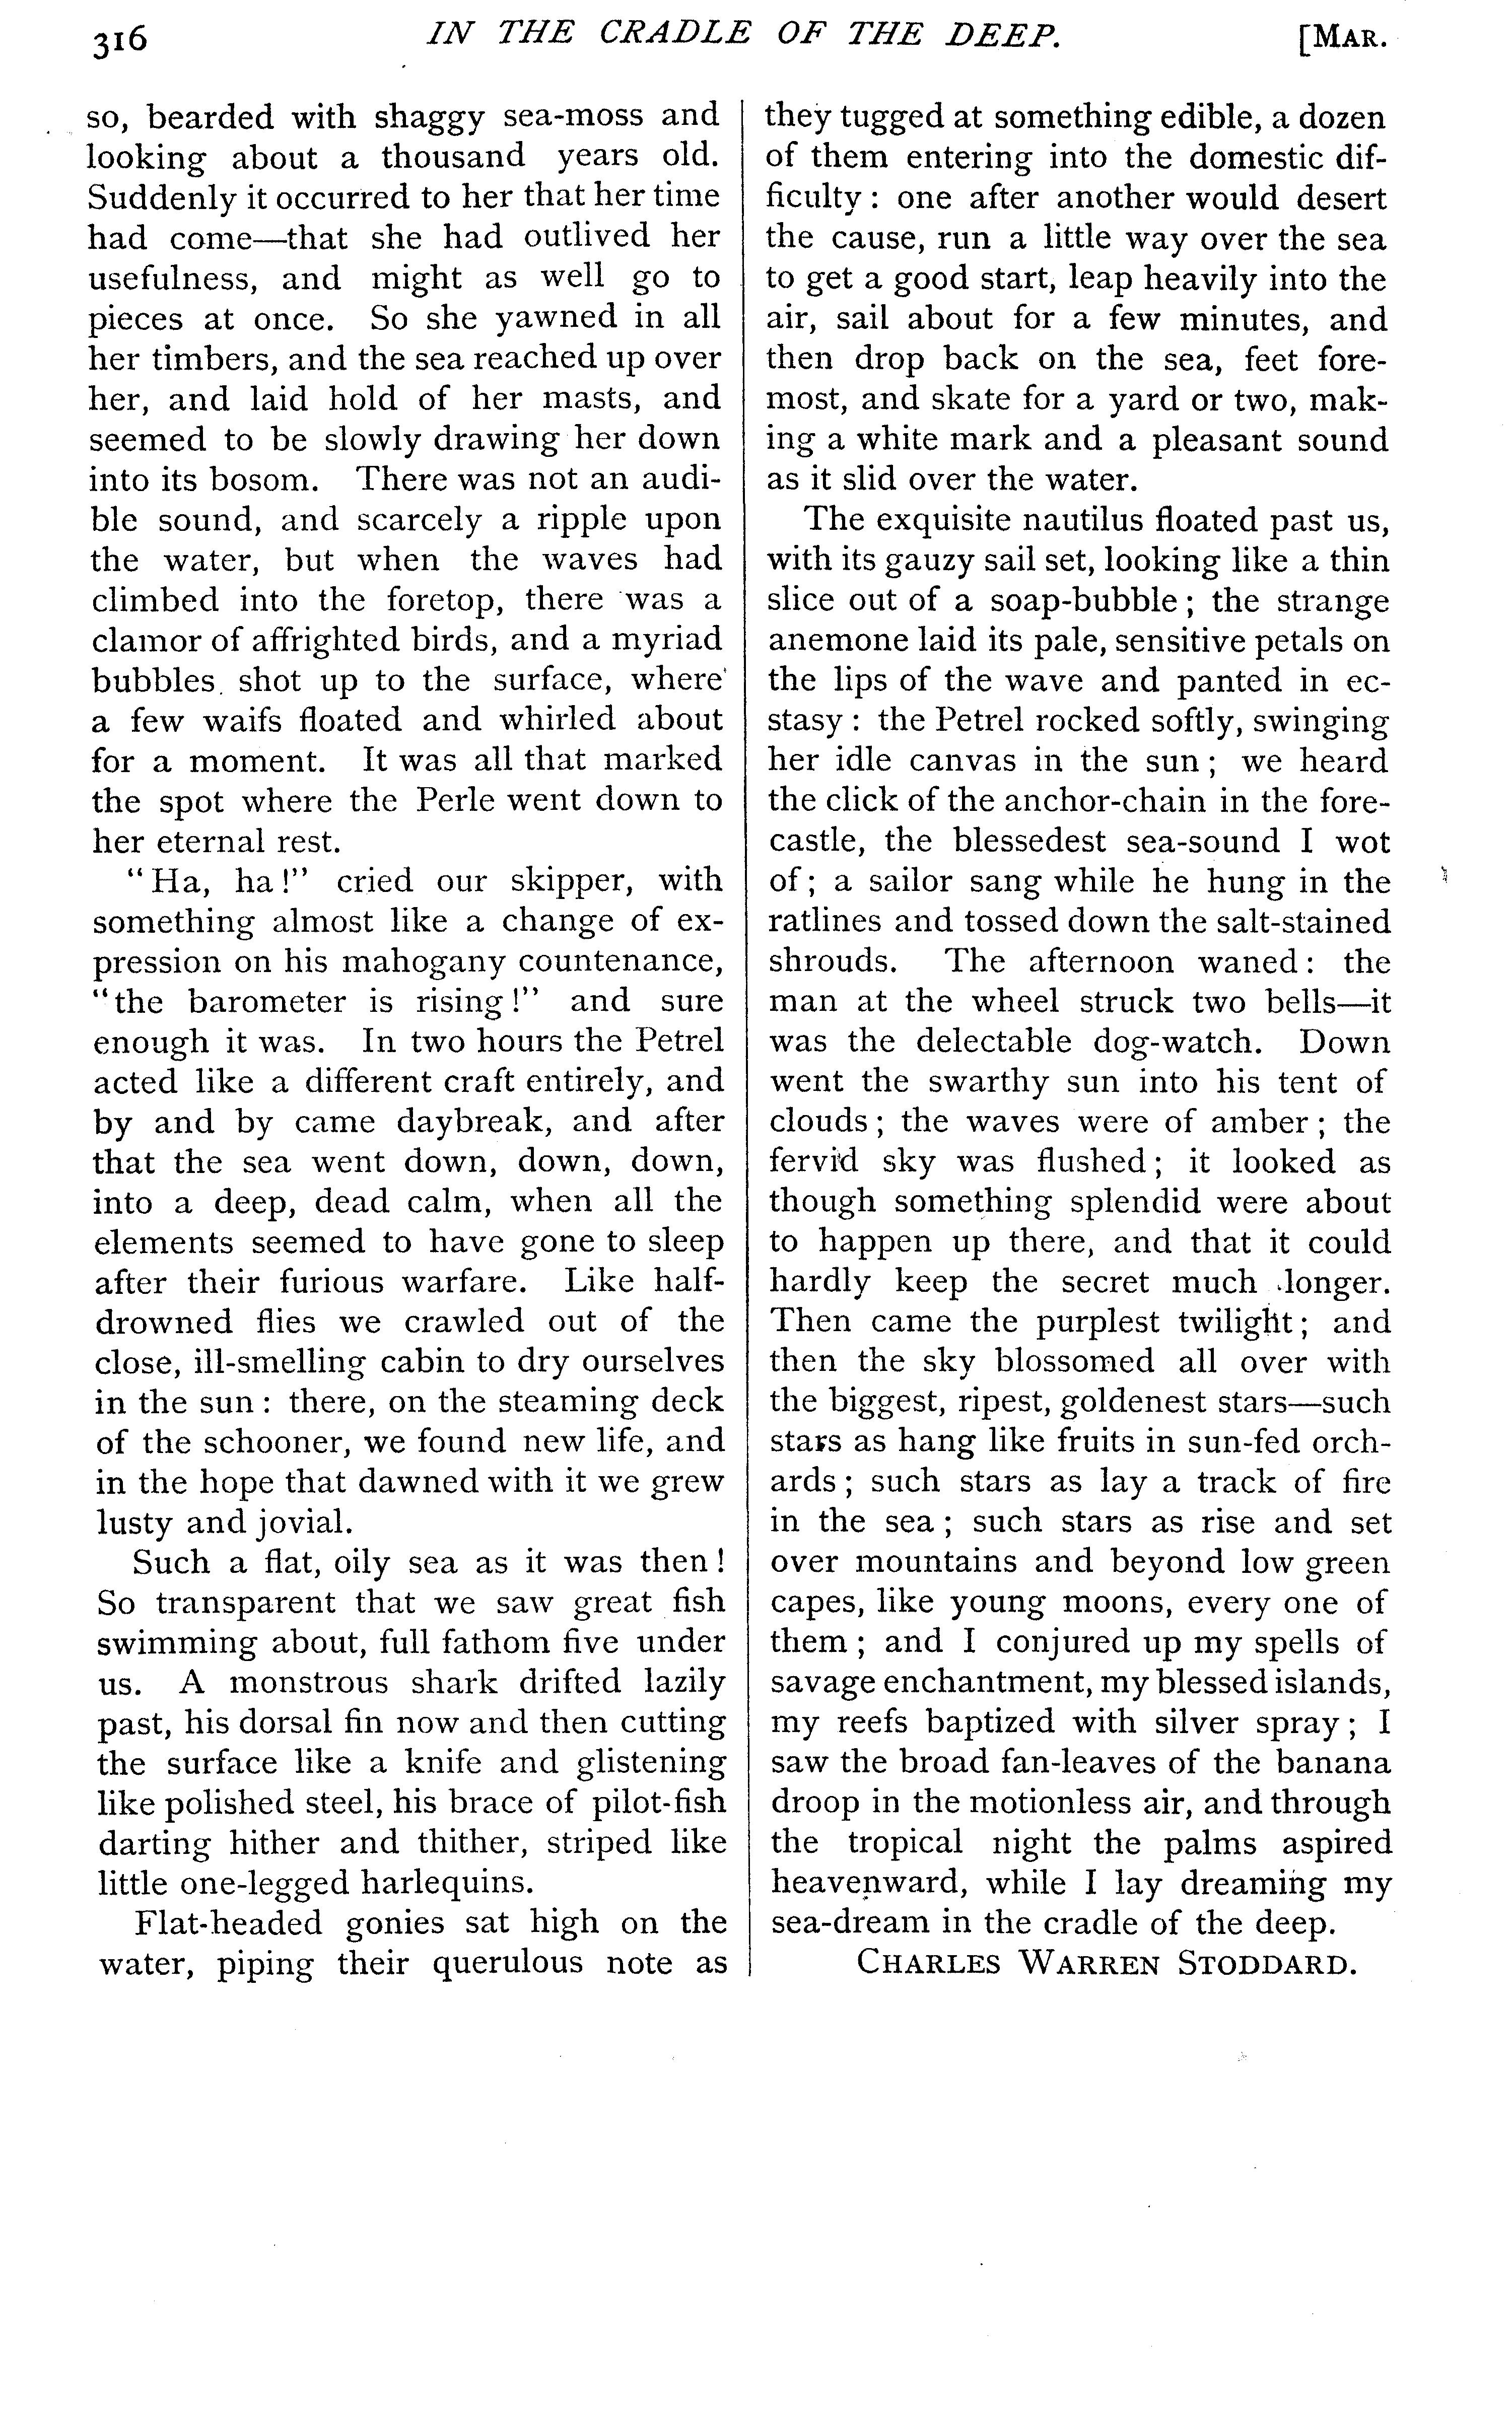 316 IN THE CRADLE OF THE DEEP. [MAR.
so, bearded with shaggy sea-moss and
looking about a thousand years old.
Suddenly it occurred to her that her time
had come—that she had outlived her
usefulness, and might as well go to
pieces at once. So she yawned in all
her timbers, and the sea reached up over
her, and laid hold of her masts, and
seemed to be slowly drawing her down
into its bosom. There was not an audi-
ble sound, and scarcely a ripple upon
the water, but when the waves had
climbed into the foretop, there was a
clamor of affrighted birds, and a myriad
bubbles shot up to the surface, where
a few waifs floated and whirled about
for a moment. It was all that marked
the spot where the Perle went down to
her eternal rest.
"Ha, ha!" cried our skipper, with
something almost like a change of ex-
pression on his mahogany countenance,
"the barometer is rising!" and sure
enough it was. In two hours the Petrel
acted like a different craft entirely, and
by and by came daybreak, and after
that the sea went down, down, down,
into a deep, dead calm, when all the
elements seemed to have gone to sleep
after their furious warfare. Like half-
drowned flies we crawled out of the
close, ill-smelling cabin to dry ourselves
in the sun: there, on the steaming deck
of the schooner, we found new life, and
in the hope that dawned with it we grew
lusty and jovial.
Such a flat, oily sea as it was then!
So transparent that we saw great fish
swimming about, full fathom five under
us. A monstrous shark drifted lazily
past, his dorsal fin now and then cutting
the surface like a knife and glistening
like polished steel, his brace of pilot-fish
darting hither and thither, striped like
little one-legged harlequins.
Flat-headed gonies sat high on the
water, piping their querulous note as
they tugged at something edible, a dozen
of them entering into the domestic dif-
ficulty: one after another would desert
the cause, run a little way over the sea
to get a good start, leap heavily into the
air, sail about for a few minutes, and
then drop back on the sea, feet fore-
most, and skate for a yard or two, mak-
ing a white mark and a pleasant sound
as it slid over the water.
The exquisite nautilus floated past us,
with its gauzy sail set, looking like a thin
slice out of a soap-bubble; the strange
anemone laid its pale, sensitive petals on
the lips of the wave and panted in ec-
stasy: the Petrel rocked softly, swinging
her idle canvas in the sun; we heard
the click of the anchor-chain in the fore-
castle, the blessedest sea-sound I wot
of; a sailor sang while he hung in the
ratlines and tossed down the salt-stained
shrouds. The afternoon waned: the
man at the wheel struck two bells—it
was the delectable dog-watch. Down
went the swarthy sun into his tent of
clouds; the waves were of amber; the
fervid sky was flushed; it looked as
though something splendid were about
to happen up there, and that it could
hardly keep the secret much longer.
Then came the purplest twilight; and
then the sky blossomed all over with
the biggest, ripest, goldenest stars—such
stars as hang like fruits in sun-fed orch-
ards; such stars as lay a track of fire
in the sea; such stars as rise and set
over mountains and beyond low green
capes, like young moons, every one of
them; and I conjured up my spells of
savage enchantment, my blessed islands,
my reefs baptized with silver spray; I
saw the broad fan-leaves of the banana
droop in the motionless air, and through
the tropical night the palms aspired
heavenward, while I lay dreaming my
sea-dream in the cradle of the deep.
CHARLES WARREN STODDARD.